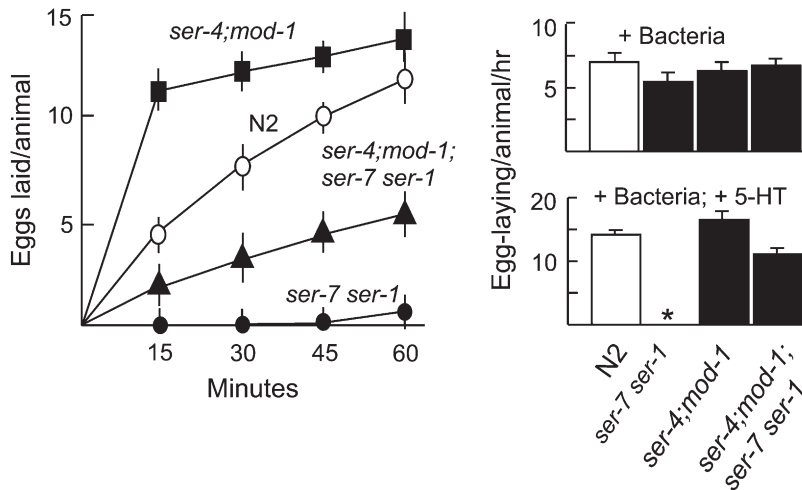 15
10
5
Eggs laid/animal
ser-4;mod-1
N2
ser-4;mod-1;
ser-7 ser-1
ser-7 ser-1
15 30 45 60
Minutes
Egg-laying/animal/hr
10
5
+ Bacteria
20
10
+ Bacteria; + 5-HT
*
N2
ser-7 ser-1
ser-4;mod-1
ser-4;mod-1;
ser-7 ser-1